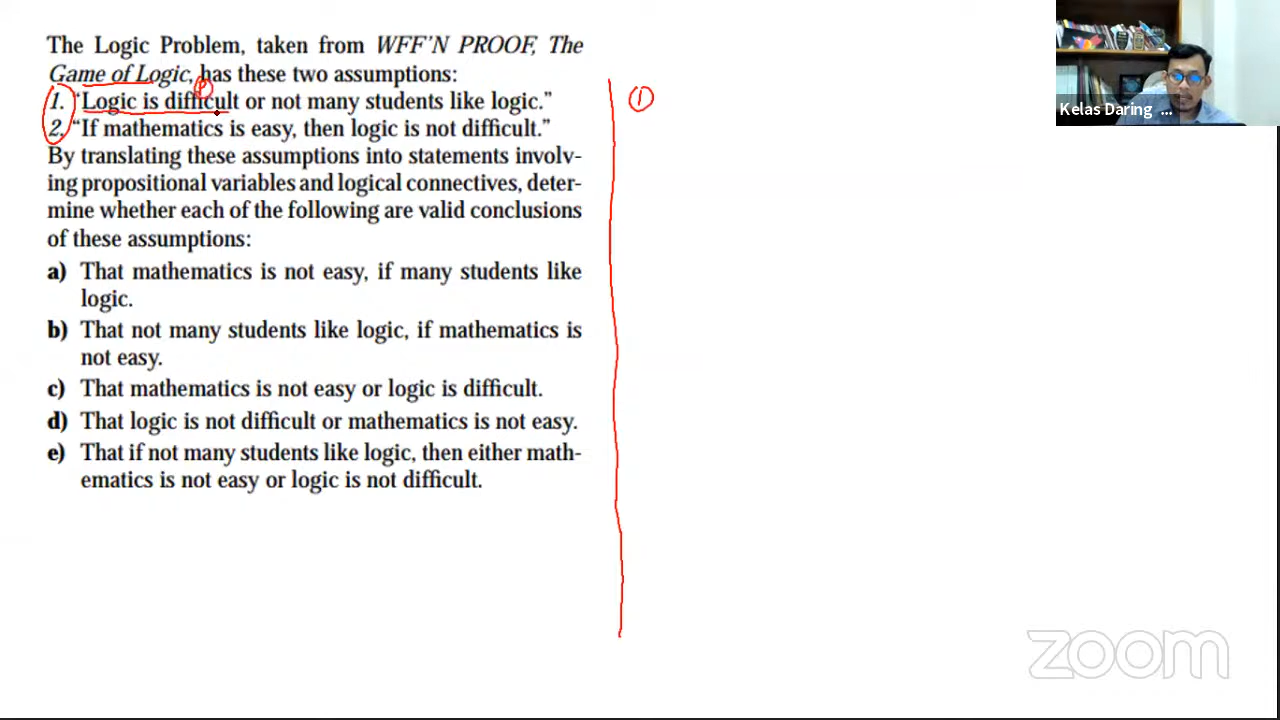 The Logic Problem, taken from WFF'N PROOF, The
Game of Logic, has these two assumptions:
P
1. "Logic is difficult or not many students like logic."
2. "If mathematics is easy, then logic is not difficult."
By translating these assumptions into statements involv-
ing propositional variables and logical connectives, deter-
mine whether each of the following are valid conclusions
of these assumptions:
a) That mathematics is not easy, if many students like
logic.
b) That not many students like logic, if mathematics is
not easy.
c) That mathematics is not easy or logic is difficult.
d) That logic is not difficult or mathematics is not easy.
e) That if not many students like logic, then either math-
ematics is not easy or logic is not difficult.
①
Kelas Daring ...
zoom